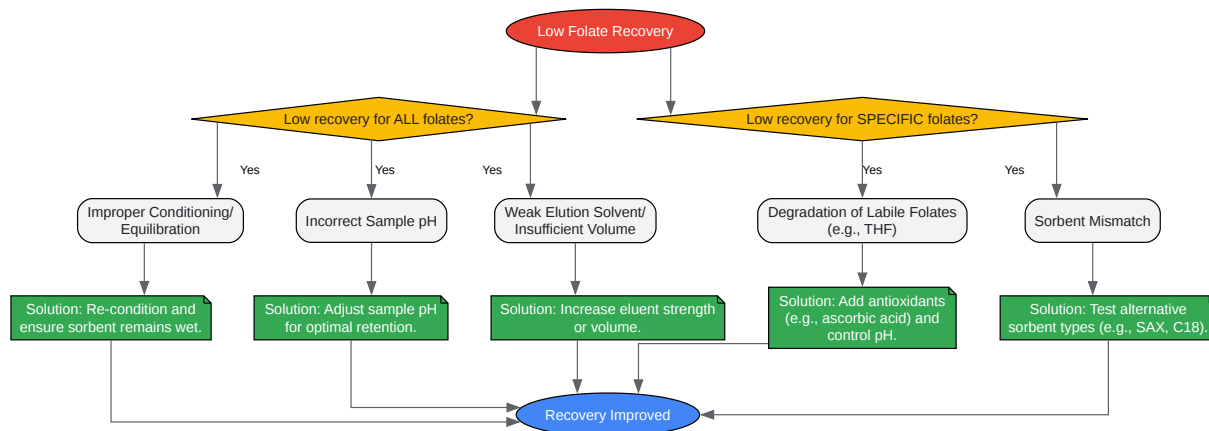 Low Folate Recovery
Low recovery for ALL folates?
Low recovery for SPECIFIC folates?
Yes
Yes
Yes
Yes
Yes
Improper Conditioning/
Equilibration
Incorrect Sample pH
Weak Elution Solvent/
Insufficient Volume
Degradation of Labile Folates
(e.g., THF)
Sorbent Mismatch
Solution: Re-condition and
ensure sorbent remains wet.
Solution: Adjust sample pH
for optimal retention.
Solution: Increase eluent strength
or volume.
Solution: Add antioxidants
(e.g., ascorbic acid) and
control pH.
Solution: Test alternative
sorbent types (e.g., SAX, C18).
Recovery Improved